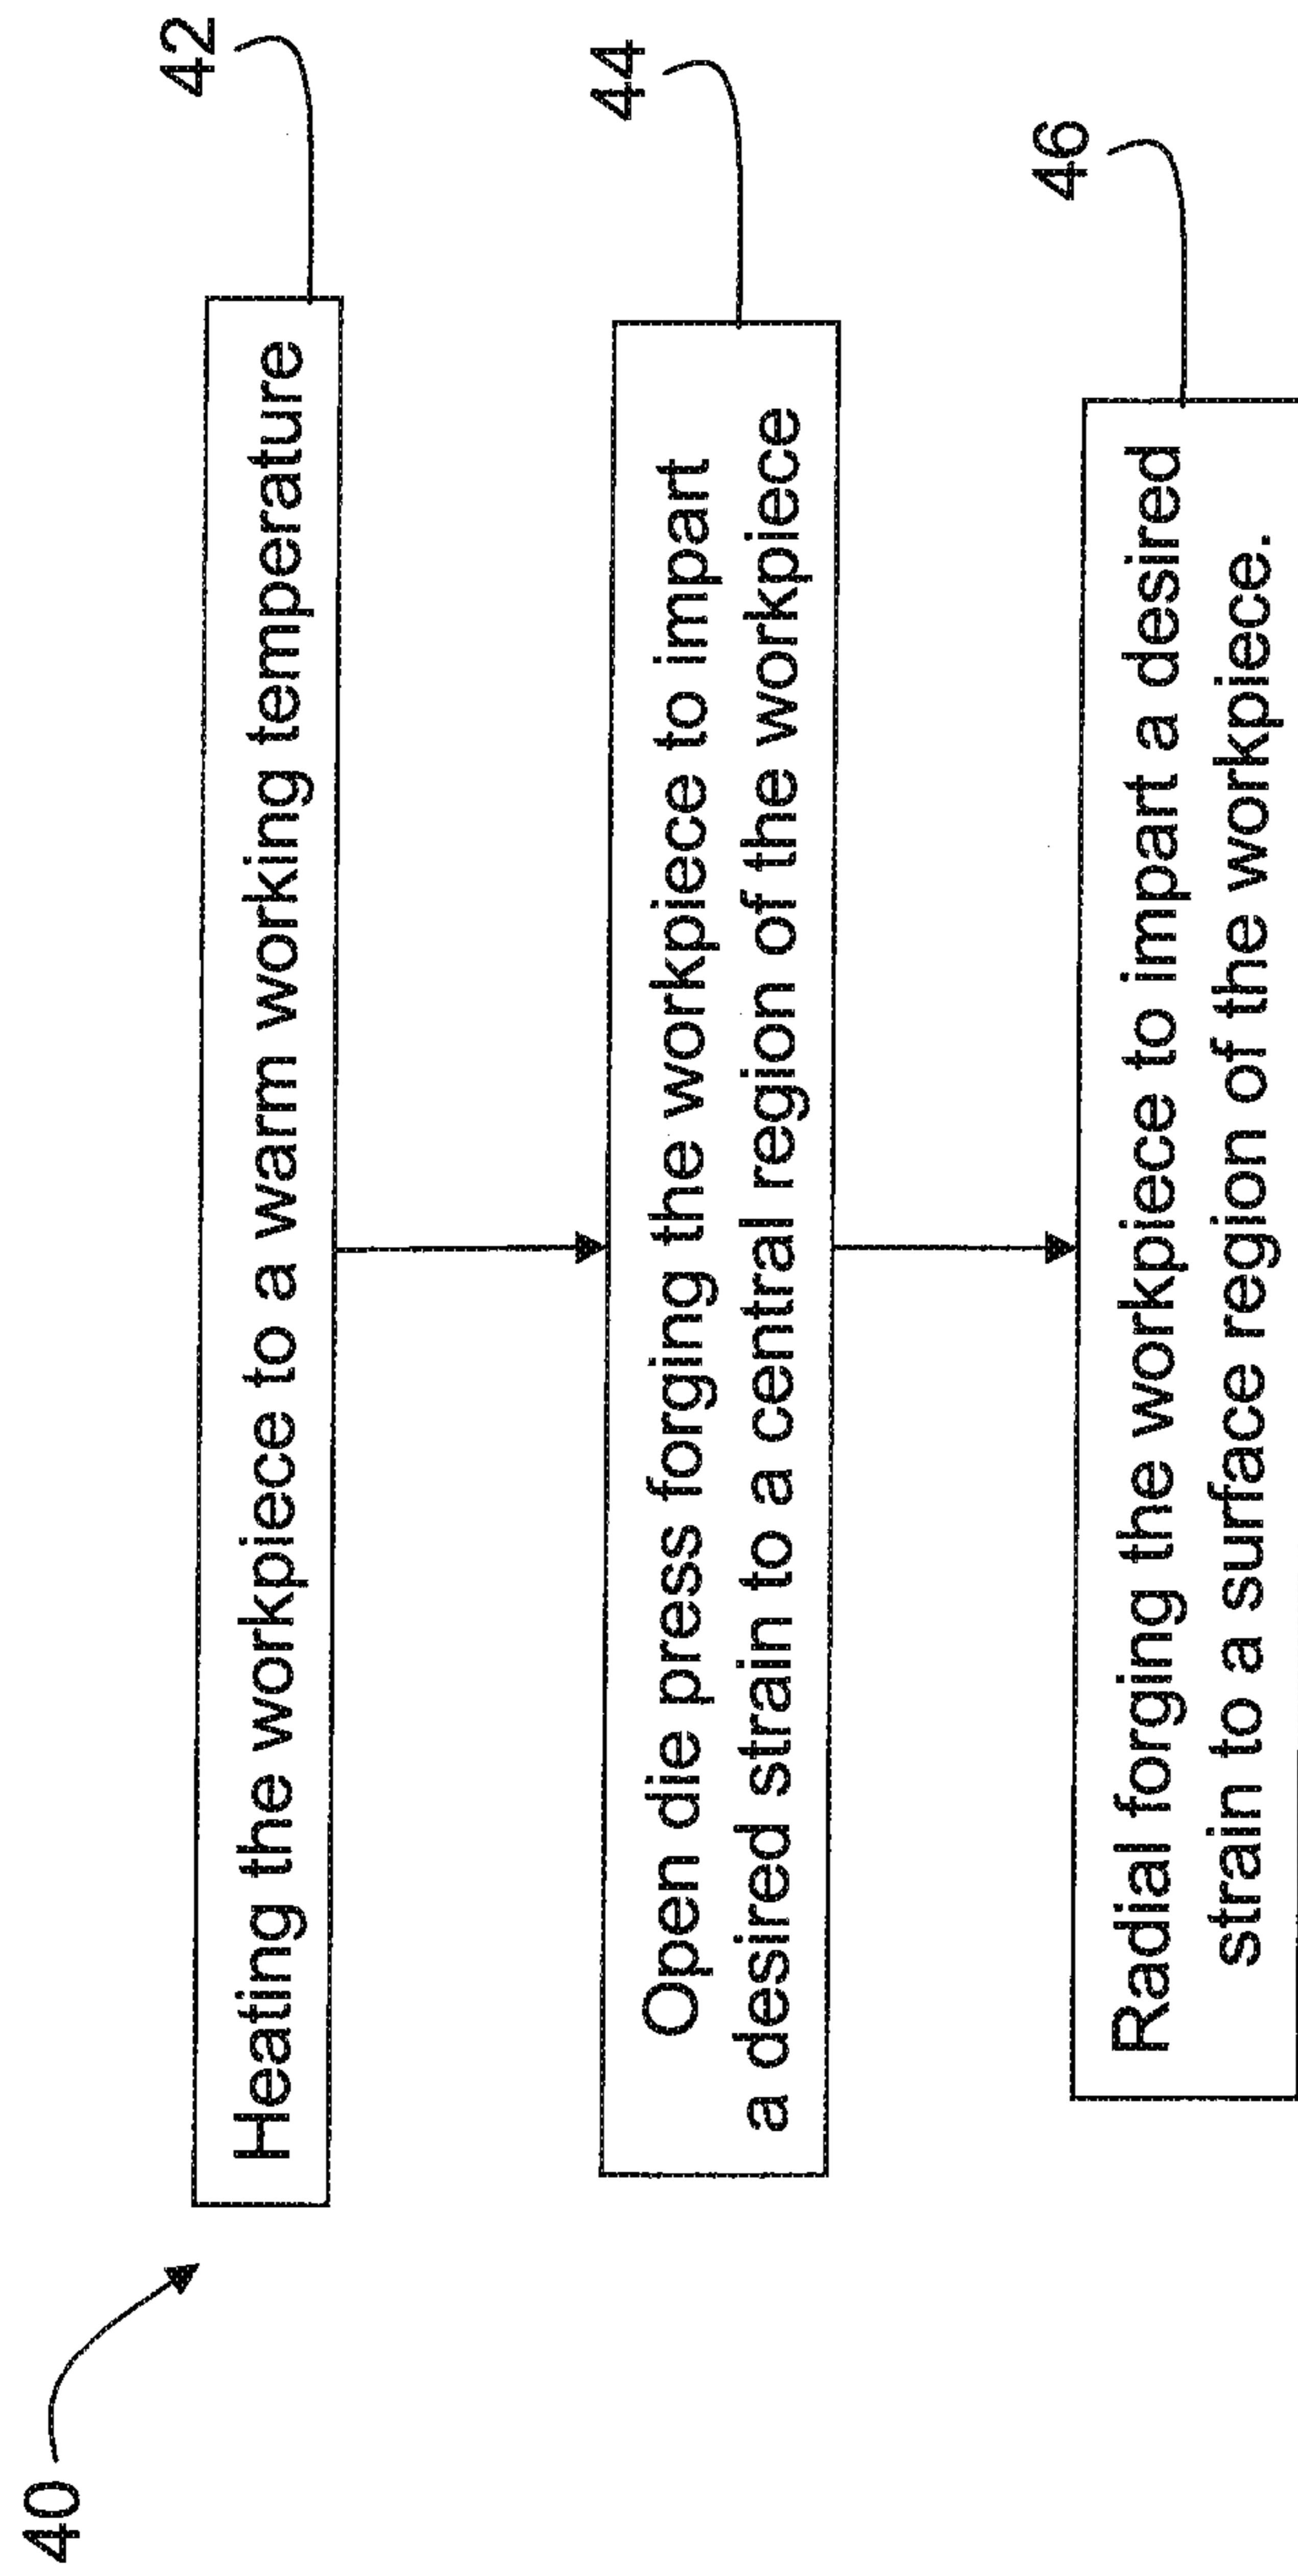 40
42
Heating the workpiece to a warm working temperature
44
Open die press forging the workpiece to impart
a desired strain to a central region of the workpiece
46
Radial forging the workpiece to impart a desired
strain to a surface region of the workpiece.